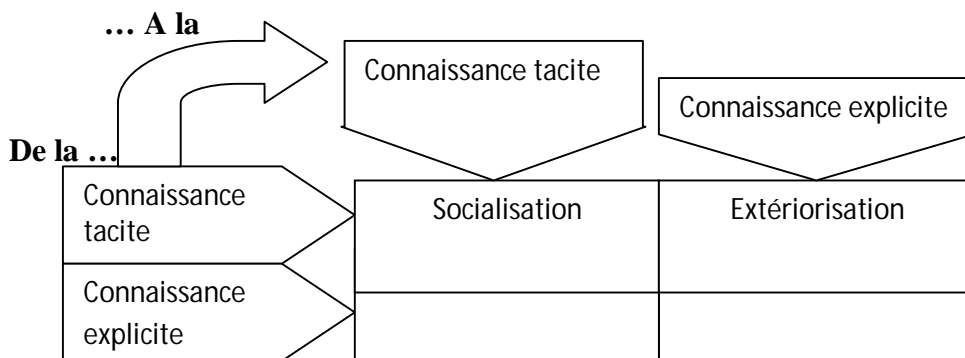 … A la
Connaissance tacite
Connaissance explicite
De la …
Connaissance
tacite
Socialisation
Extériorisation
Connaissance
explicite